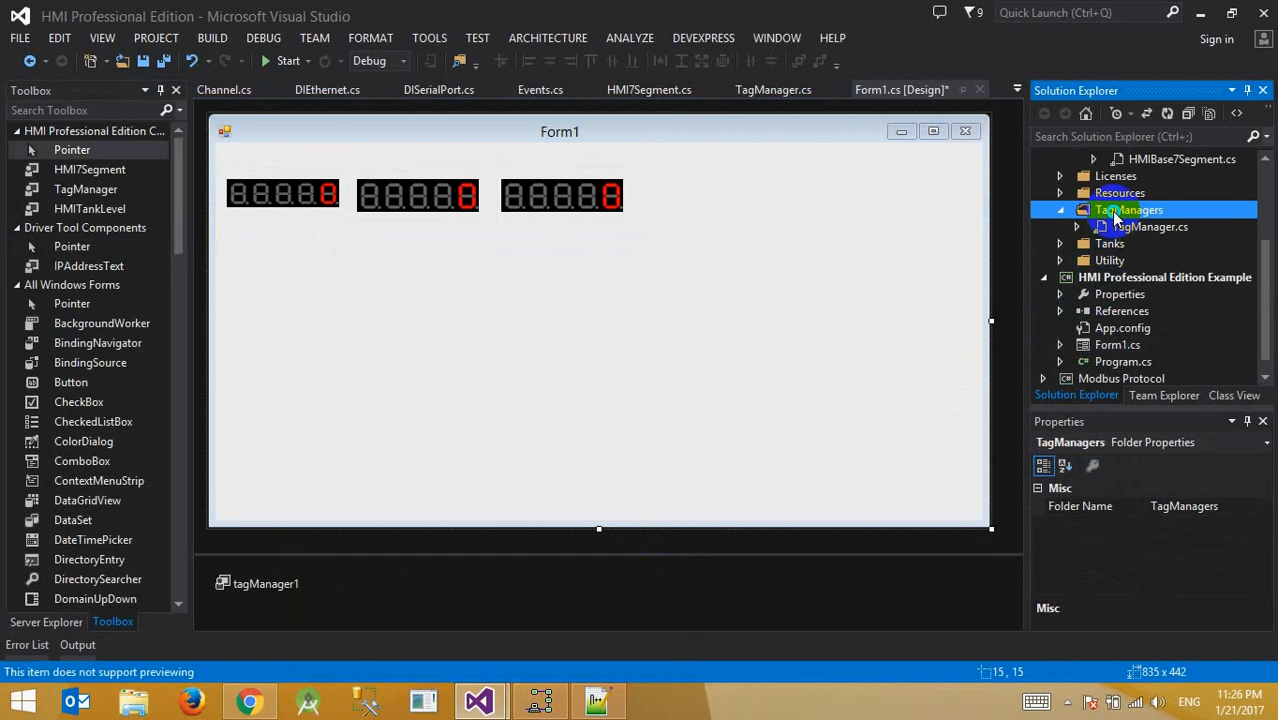 HMI Professional Edition - Microsoft Visual Studio
9
Quick Launch (Ctrl+Q)
FILE EDIT VIEW PROJECT BUILD DEBUG TEAM FORMAT TOOLS TEST ARCHITECTURE ANALYZE DEVEXPRESS WINDOW HELP
Sign in
Start Debug
Toolbox
Search Toolbox
HMI Professional Edition C...
Pointer
HMI7Segment
TagManager
HMITankLevel
Driver Tool Components
Pointer
IPAddressText
All Windows Forms
Pointer
BackgroundWorker
BindingNavigator
BindingSource
Button
CheckBox
CheckedListBox
ColorDialog
ComboBox
ContextMenuStrip
DataGridView
DataSet
DateTimePicker
DirectoryEntry
DirectorySearcher
DomainUpDown
Server Explorer Toolbox
Error List Output
Channel.cs DIEthernet.cs DISerialPort.cs Events.cs HMI7Segment.cs TagManager.cs Form1.cs [Design]*
Form1
0 0 0
tagManager1
Solution Explorer
Search Solution Explorer (Ctrl+;)
HMIBase7Segment.cs
Licenses
Resources
TagManagers
TagManager.cs
Tanks
Utility
HMI Professional Edition Example
Properties
References
App.config
Form1.cs
Program.cs
Modbus Protocol
Solution Explorer Team Explorer Class View
Properties
TagManagers Folder Properties
Misc
Folder Name TagManagers
Misc
This item does not support previewing
15 , 15
835 x 442
ENG
11:26 PM
1/21/2017